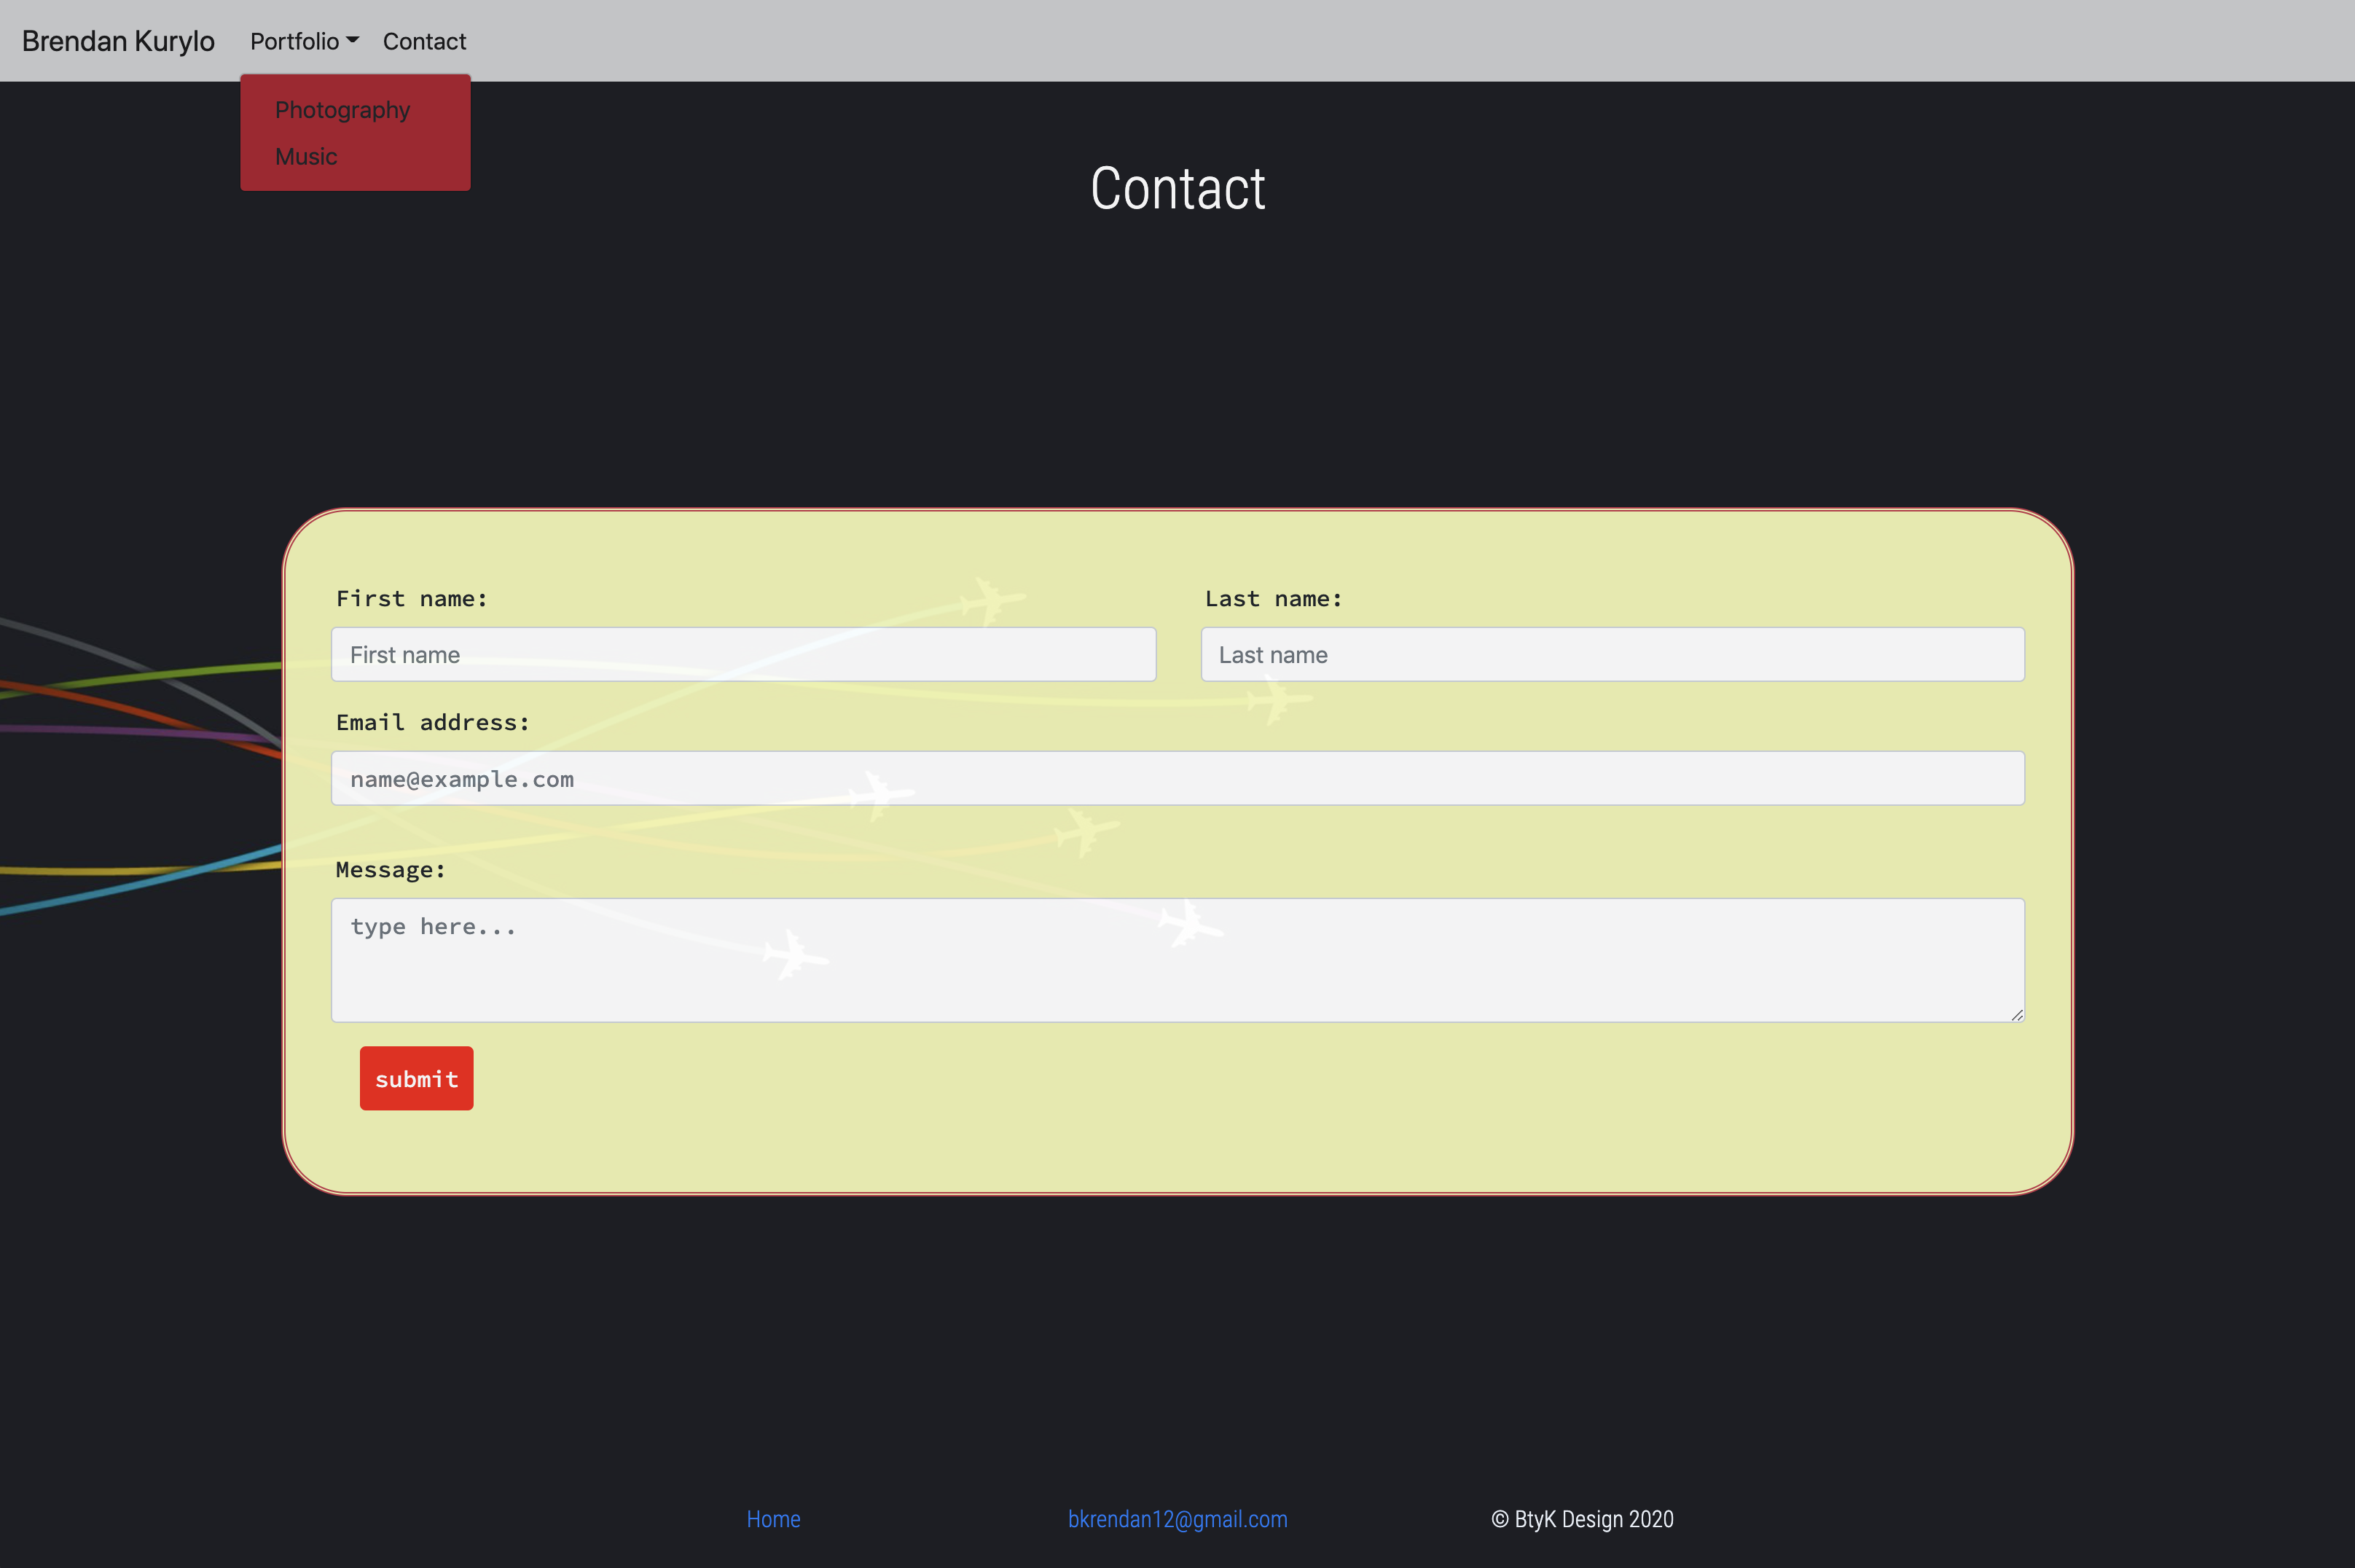 Brendan Kurylo Portfolio Contact
Photography
Music
Contact
First name: Last name:
First name Last name
Email address:
name@example.com
Message:
type here...
submit
Home bkrendan12@gmail.com © BtyK Design 2020